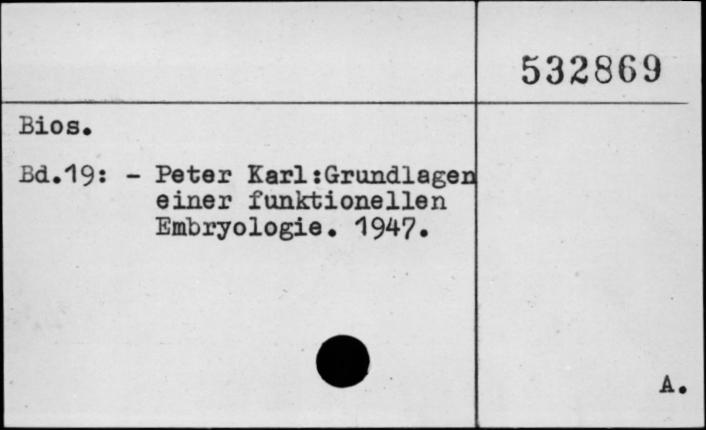 532869
Bios.
Bd.19: - Peter Karl:Grundlagen
einer funktionellen
Embryologie. 1947.
A.